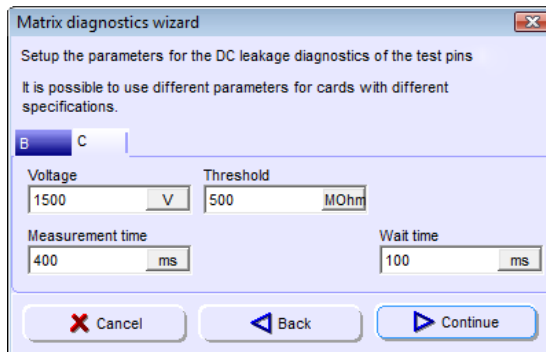 Matrix diagnostics wizard
Setup the parameters for the DC leakage diagnostics of the test pins
It is possible to use different parameters for cards with different
specifications.
B C
Voltage Threshold
1500 V 500 MOhm
Measurement time Wait time
400 ms 100 ms
Cancel Back Continue